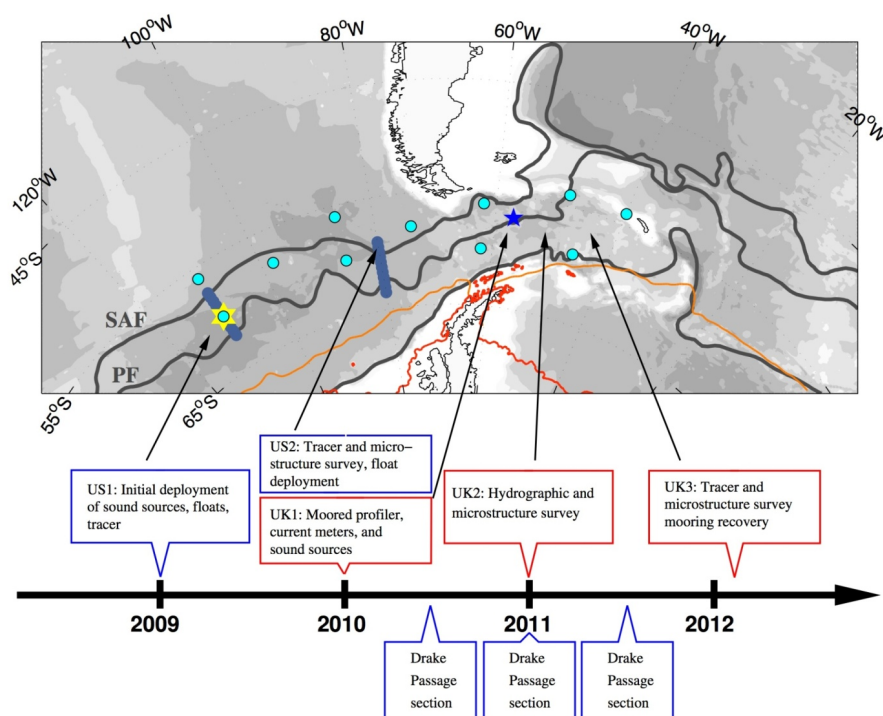 100°W
80°W
60°W
40°W
20°W
120°W
45°S
SAF
PF
55°S
65°S
US1: Initial deployment
of sound sources, floats,
tracer
US2: Tracer and micro–
structure survey, float
deployment
UK1: Moored profiler,
current meters, and
sound sources
UK2: Hydrographic and
microstructure survey
UK3: Tracer and
microstructure survey
mooring recovery
2009
2010
2011
2012
Drake
Passage
section
Drake
Passage
section
Drake
Passage
section